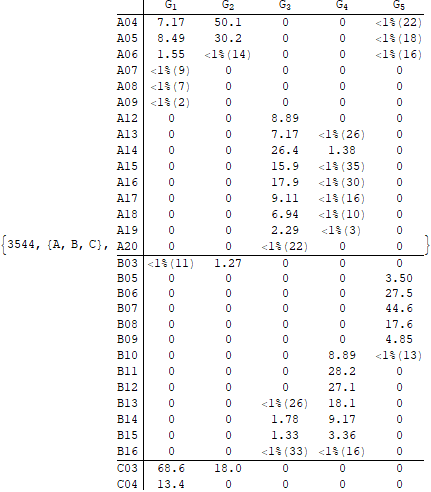 G1 G2 G3 G4 G5
A04 7.17 50.1 0 0 <1%(22)
A05 8.49 30.2 0 0 <1%(18)
A06 1.55 <1%(14) 0 0 <1%(16)
A07 <1%(9) 0 0 0 0
A08 <1%(7) 0 0 0 0
A09 <1%(2) 0 0 0 0
A12 0 0 8.89 0 0
A13 0 0 7.17 <1%(26) 0
A14 0 0 26.4 1.38 0
A15 0 0 15.9 <1%(35) 0
A16 0 0 17.9 <1%(30) 0
A17 0 0 9.11 <1%(16) 0
A18 0 0 6.94 <1%(10) 0
A19 0 0 2.29 <1%(3) 0
{3544, {A, B, C}, A20 0 0 <1%(22) 0 0 }
B03 <1%(11) 1.27 0 0 0
B05 0 0 0 0 3.50
B06 0 0 0 0 27.5
B07 0 0 0 0 44.6
B08 0 0 0 0 17.6
B09 0 0 0 0 4.85
B10 0 0 0 8.89 <1%(13)
B11 0 0 0 28.2 0
B12 0 0 0 27.1 0
B13 0 0 <1%(26) 18.1 0
B14 0 0 1.78 9.17 0
B15 0 0 1.33 3.36 0
B16 0 0 <1%(33) <1%(16) 0
C03 68.6 18.0 0 0 0
C04 13.4 0 0 0 0